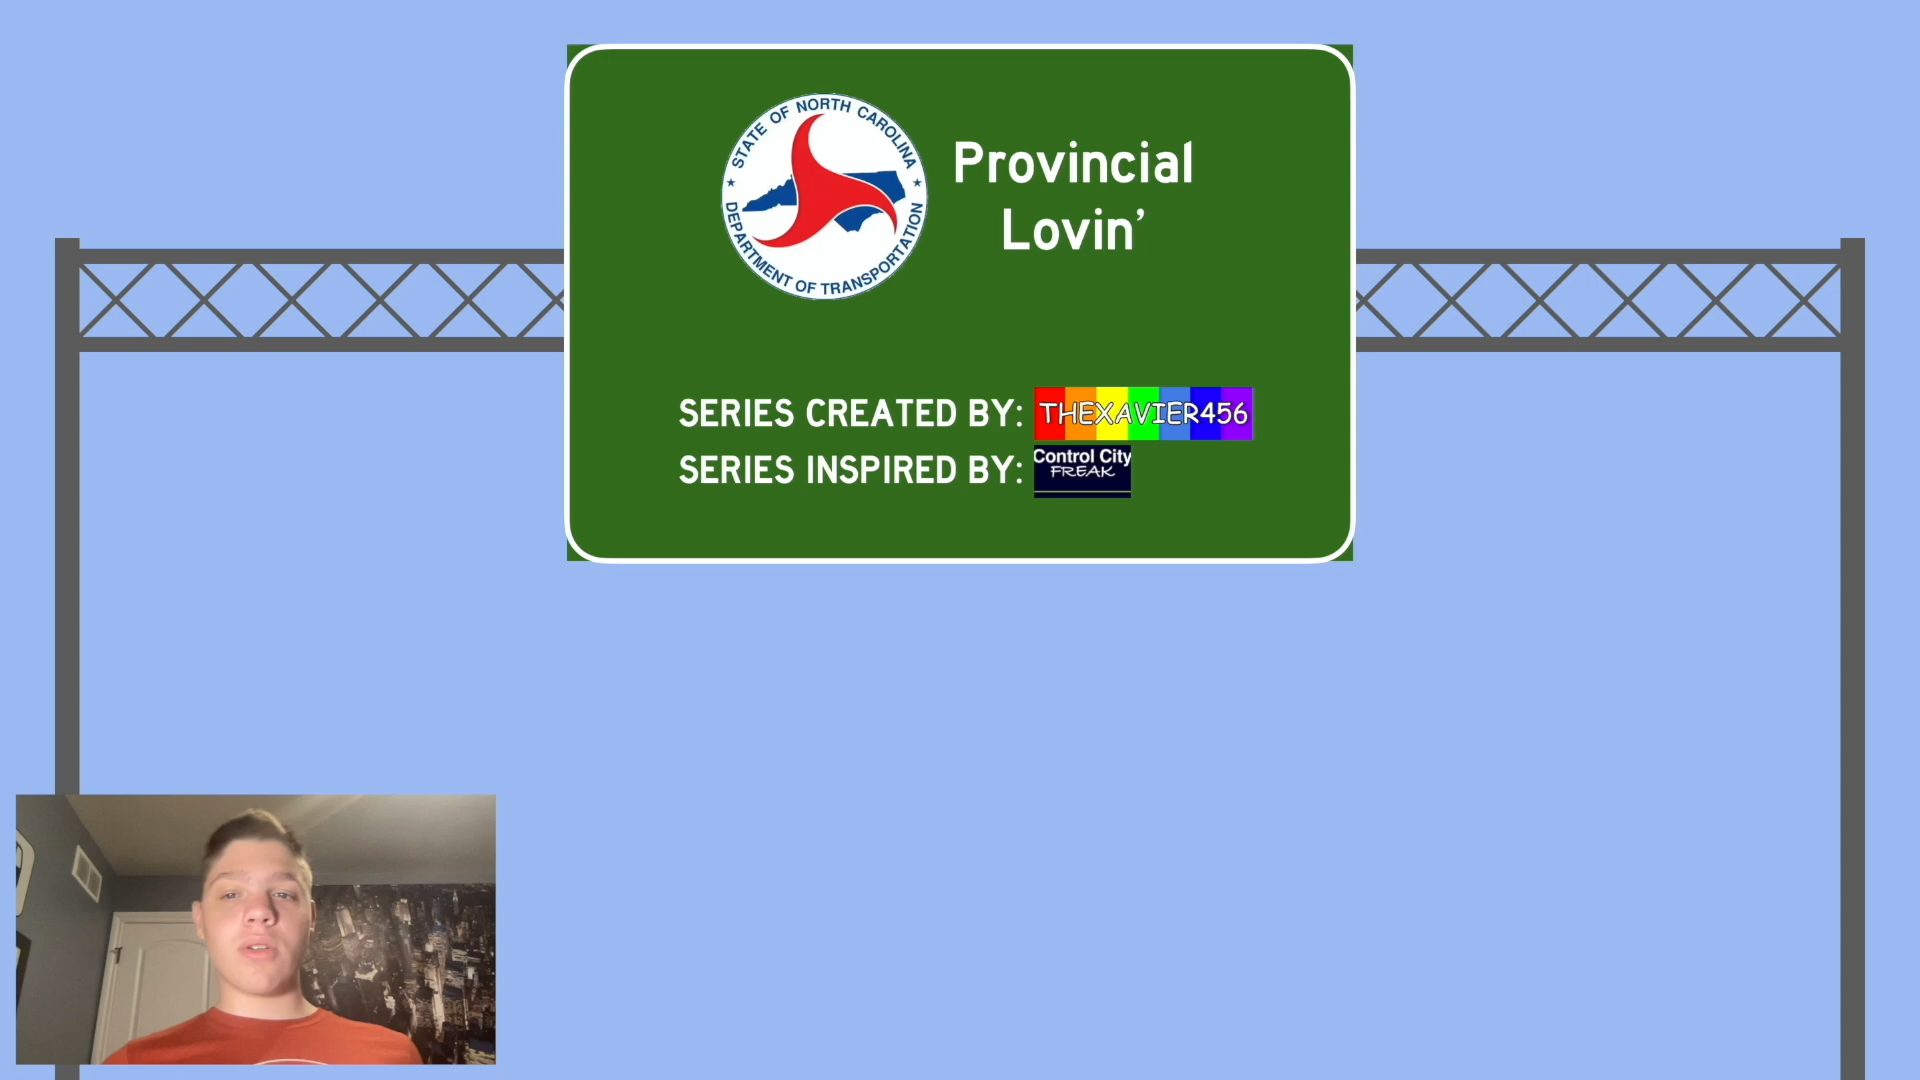 STATE OF NORTH CAROLINA
DEPARTMENT OF TRANSPORTATION
Provincial
Lovin’
SERIES CREATED BY: THEXAVIER456
SERIES INSPIRED BY: Control City
FREAK